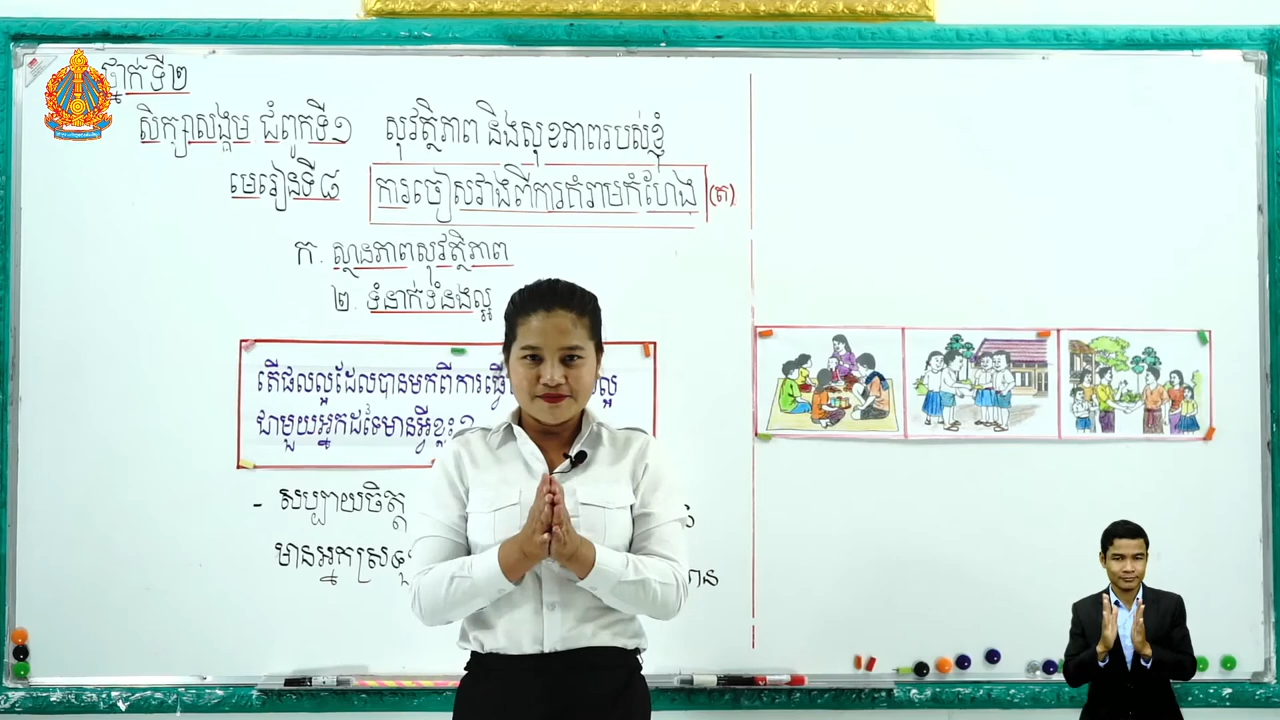 ថ្នាក់ទី២
សិក្សាសង្គម ជំពូកទី១ សុវត្ថិភាព និងសុខភាពរបស់ខ្ញុំ
មេរៀនទី៨ ការចៀសវាងពីការគំរាមកំហែង (ត)
ក. ស្ថានភាពសុវត្ថិភាព
២. ទំនាក់ទំនងល្អ
តើផលល្អដែលបានមកពីការធ្វើ ល្អ
ជាមួយអ្នកដទៃមានអ្វីខ្លះ?
- សប្បាយចិត្ត
មានអ្នកស្រឡ